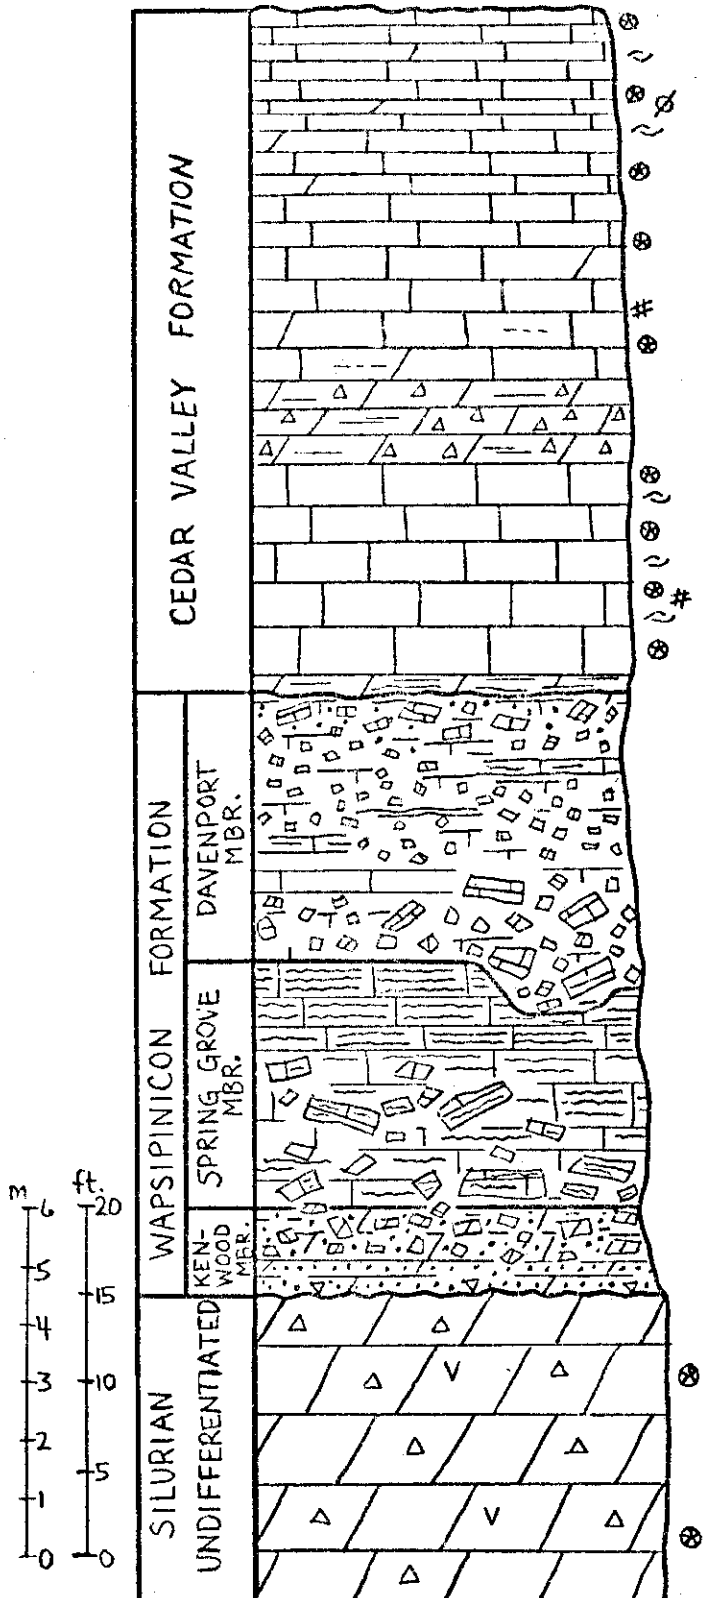 CEDAR VALLEY FORMATION
WAPSIPINICON FORMATION
DAVENPORT
MBR.
SPRING GROVE
MBR.
KEN-
WOOD
MBR.
SILURIAN
UNDIFFERENTIATED
m
6
5
4
3
2
1
0
ft.
20
15
10
5
0